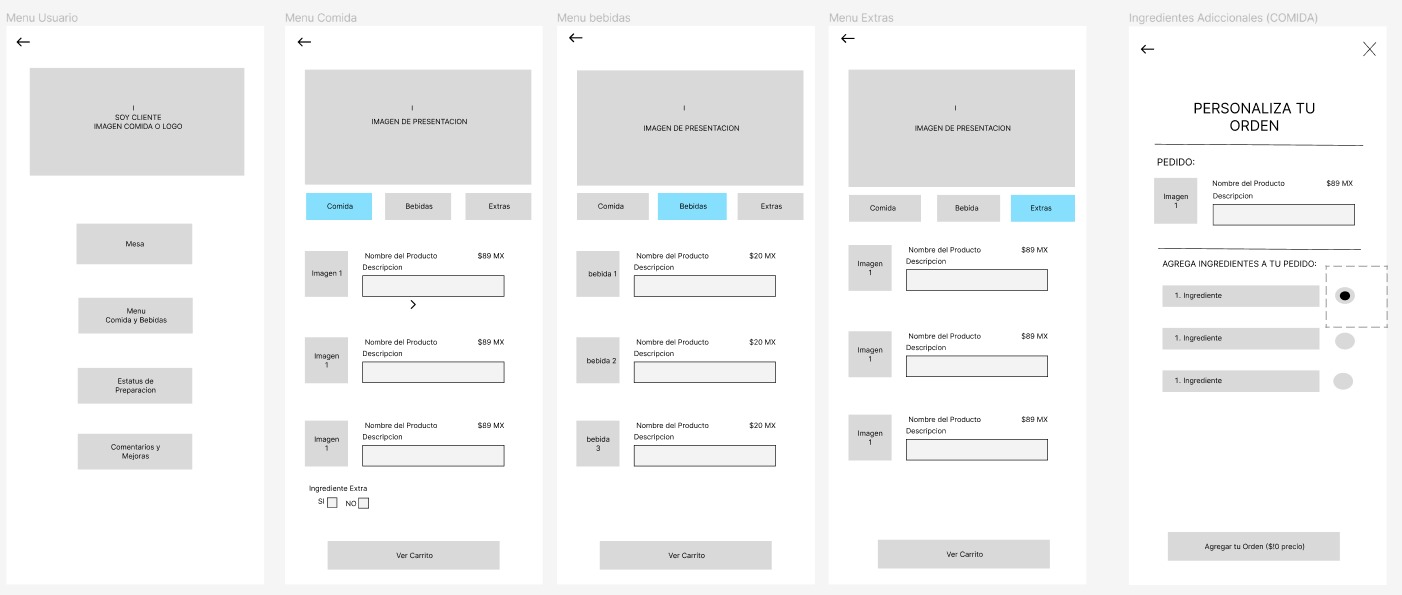 Menu Usuario
SOY CLIENTE
IMAGEN COMIDA O LOGO
Mesa
Menu
Comida y Bebidas
Estatus de
Preparacion
Comentarios y
Mejoras
Menu Comida
IMAGEN DE PRESENTACION
Comida
Bebidas
Extras
Imagen 1
Nombre del Producto
$89 MX
Descripcion
Imagen
1
Nombre del Producto
$89 MX
Descripcion
Imagen
1
Nombre del Producto
$89 MX
Descripcion
Ingrediente Extra
SI
NO
Ver Carrito
Menu bebidas
IMAGEN DE PRESENTACION
Comida
Bebidas
Extras
bebida 1
Nombre del Producto
$20 MX
Descripcion
bebida 2
Nombre del Producto
$20 MX
Descripcion
bebida
3
Nombre del Producto
$20 MX
Descripcion
Ver Carrito
Menu Extras
IMAGEN DE PRESENTACION
Comida
Bebida
Extras
Imagen
1
Nombre del Producto
$89 MX
Descripcion
Imagen
1
Nombre del Producto
$89 MX
Descripcion
Imagen
1
Nombre del Producto
$89 MX
Descripcion
Ver Carrito
Ingredientes Adiccionales (COMIDA)
PERSONALIZA TU
ORDEN
PEDIDO:
Imagen
1
Nombre del Producto
$89 MX
Descripcion
AGREGA INGREDIENTES A TU PEDIDO:
1. Ingrediente
1. Ingrediente
1. Ingrediente
Agregar tu Orden ($!0 precio)